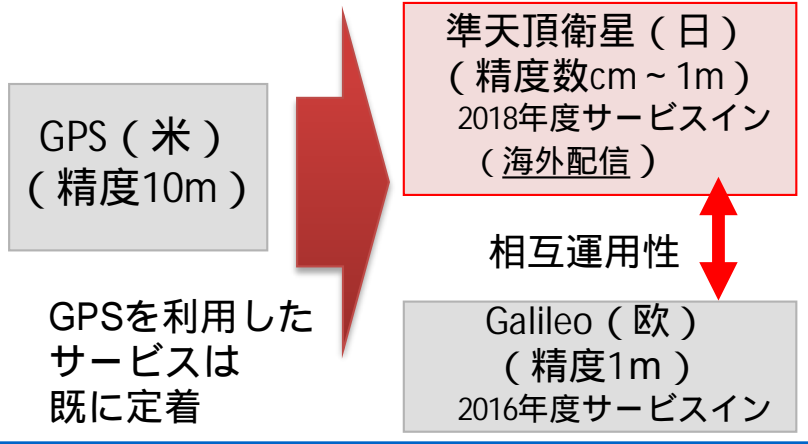 GPS（米）
（精度10m）
GPSを利用した
サービスは
既に定着
準天頂衛星（日）
（精度数cm～1m）
2018年度サービスイン
（海外配信）
相互運用性
Galileo（欧）
（精度1m）
2016年度サービスイン